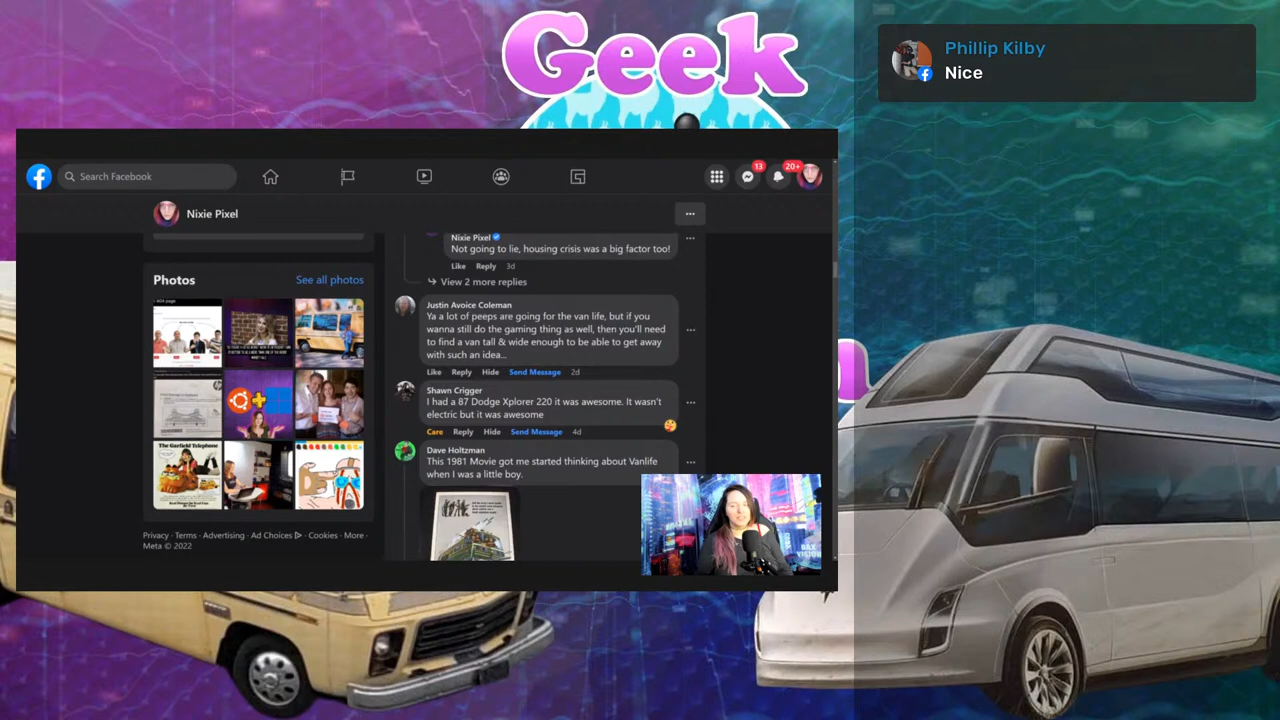 Geek
Phillip Kilby
Nice
Search Facebook
13
20+
Nixie Pixel
Photos
See all photos
The Garfield Telephone
Privacy · Terms · Advertising · Ad Choices · Cookies · More ·
Meta © 2022
Nixie Pixel
Not going to lie, housing crisis was a big factor too!
Like Reply 3d
View 2 more replies
Justin Avoice Coleman
Ya a lot of peeps are going for the van life, but if you
wanna still do the gaming thing as well, then you'll need
to find a van tall & wide enough to be able to get away
with such an idea...
Like Reply Hide Send Message 2d
Shawn Crigger
I had a 87 Dodge Xplorer 220 it was awesome. It wasn't
electric but it was awesome
Care Reply Hide Send Message 4d
Dave Holtzman
This 1981 Movie got me started thinking about Vanlife
when I was a little boy.